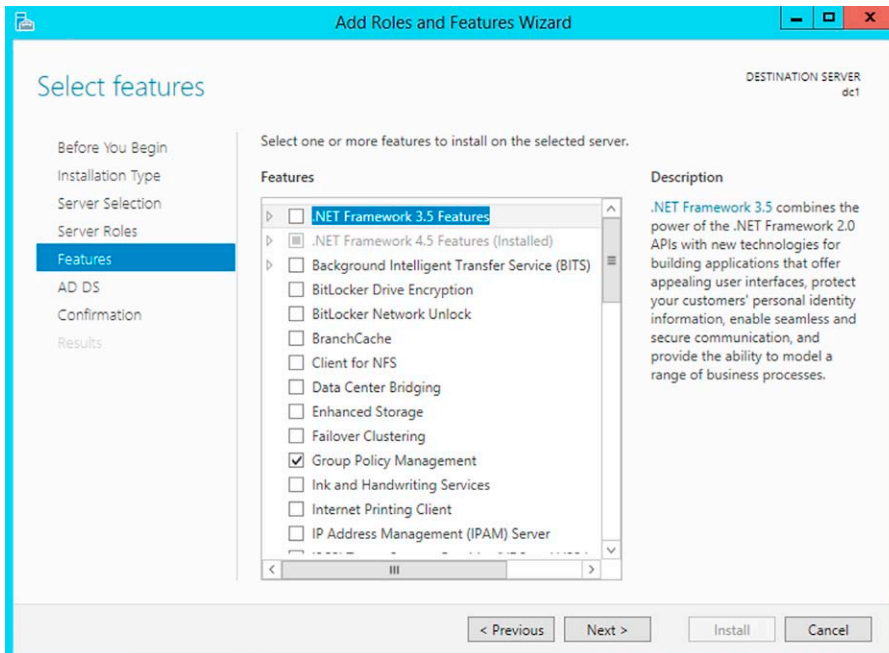 Add Roles and Features Wizard
Select features
DESTINATION SERVER
dc1
Before You Begin
Installation Type
Server Selection
Server Roles
Features
AD DS
Confirmation
Results
Select one or more features to install on the selected server.
Features
.NET Framework 3.5 Features
.NET Framework 4.5 Features (Installed)
Background Intelligent Transfer Service (BITS)
BitLocker Drive Encryption
BitLocker Network Unlock
BranchCache
Client for NFS
Data Center Bridging
Enhanced Storage
Failover Clustering
Group Policy Management
Ink and Handwriting Services
Internet Printing Client
IP Address Management (IPAM) Server
Description
.NET Framework 3.5 combines the
power of the .NET Framework 2.0
APIs with new technologies for
building applications that offer
appealing user interfaces, protect
your customers' personal identity
information, enable seamless and
secure communication, and
provide the ability to model a
range of business processes.
< Previous
Next >
Install
Cancel